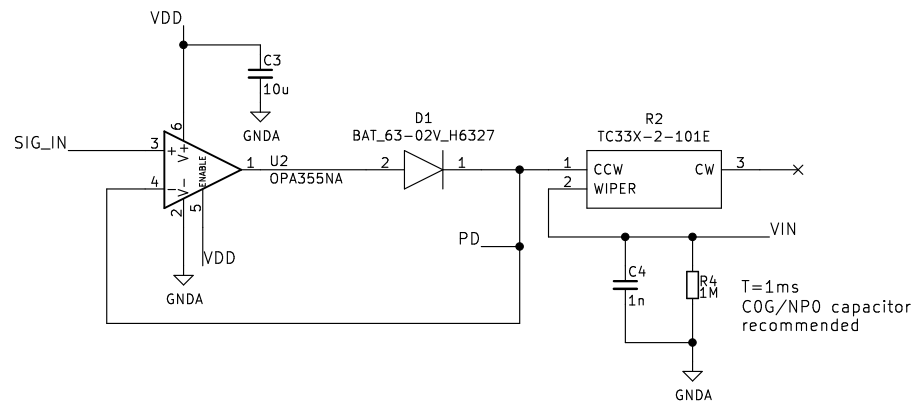 VDD
C3
10u
GNDA
SIG_IN
3
+
6
V+
ENABLE
1
U2
OPA355NA
4
-
V-
2
5
VDD
GNDA
D1
BAT_63-02V_H6327
2
1
PD
R2
TC33X-2-101E
1
CCW
2
WIPER
CW
3
VIN
C4
1n
R4
1M
T=1ms
C0G/NP0 capacitor
recommended
GNDA